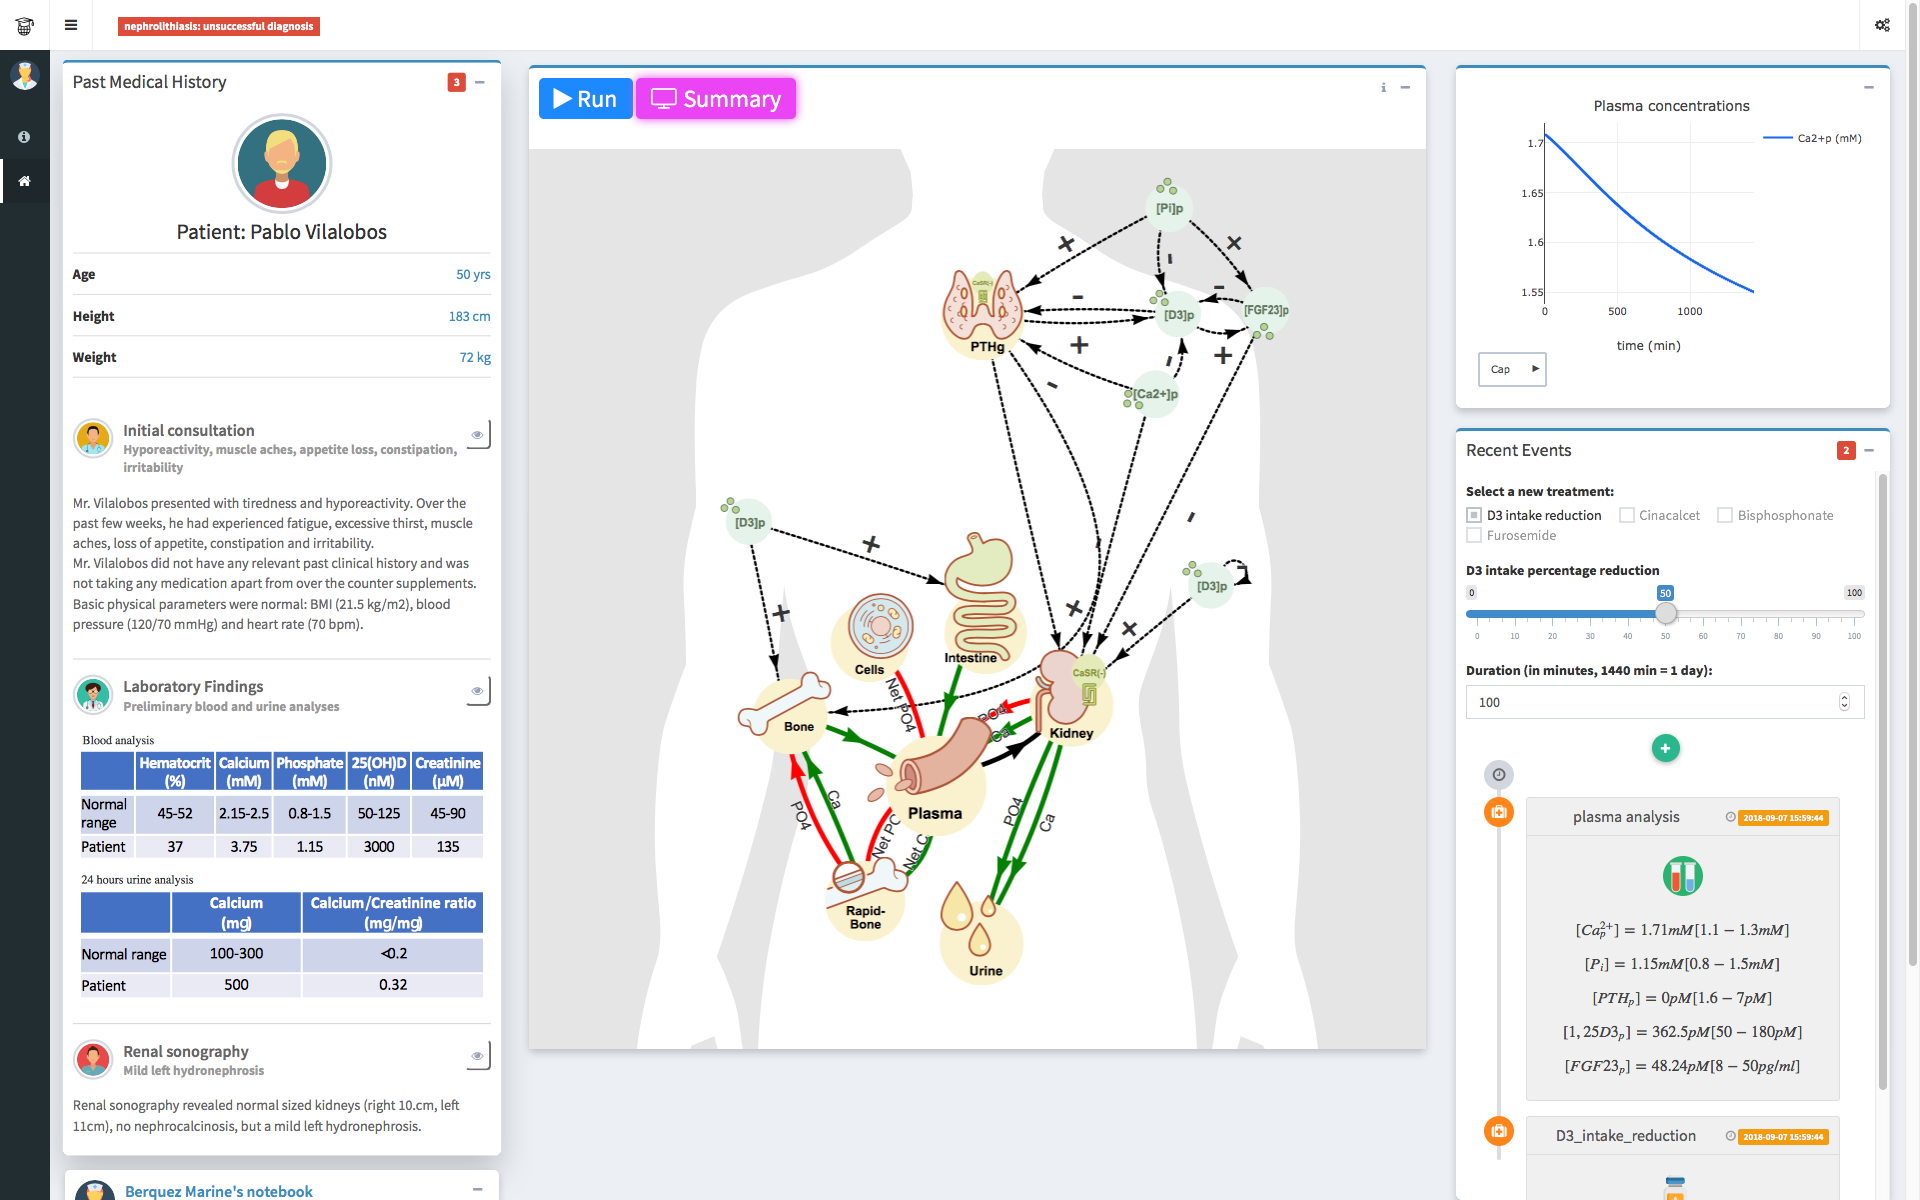 nephrolithiasis: unsuccessful diagnosis
Past Medical History
3
Patient: Pablo Vilalobos
Age 50 yrs
Height 183 cm
Weight 72 kg
Initial consultation
Hyporeactivity, muscle aches, appetite loss, constipation,
irritability
Mr. Vilalobos presented with tiredness and hyporeactivity. Over the
past few weeks, he had experienced fatigue, excessive thirst, muscle
aches, loss of appetite, constipation and irritability.
Mr. Vilalobos did not have any relevant past clinical history and was
not taking any medication apart from over the counter supplements.
Basic physical parameters were normal: BMI (21.5 kg/m2), blood
pressure (120/70 mmHg) and heart rate (70 bpm).
Laboratory Findings
Preliminary blood and urine analyses
Blood analysis
Hematocrit (%) Calcium (mM) Phosphate (mM) 25(OH)D (nM) Creatinine (µM)
Normal range 45-52 2.15-2.5 0.8-1.5 50-125 45-90
Patient 37 3.75 1.15 3000 135
24 hours urine analysis
Calcium (mg) Calcium/Creatinine ratio (mg/mg)
Normal range 100-300 <0.2
Patient 500 0.32
Renal sonography
Mild left hydronephrosis
Renal sonography revealed normal sized kidneys (right 10.cm, left
11cm), no nephrocalcinosis, but a mild left hydronephrosis.
Berquez Marine's notebook
Run
Summary
[Pi]p
+
-
+
CaSR(-)
PTHg
-
[D3]p
-
[FGF23]p
+
-
+
-
[Ca2+]p
[D3]p
+
+
-
-
[D3]p
+
+
Cells
Intestine
CaSR(-)
Bone
Net PO4
PO4
Ca
Kidney
Plasma
PO4
Ca
Net PO
Net C
PO4
Ca
Rapid-
Bone
Urine
Plasma concentrations
Ca2+p (mM)
1.7
1.65
1.6
1.55
0 500 1000
time (min)
Cap
Recent Events
2
Select a new treatment:
D3 intake reduction Cinacalcet Bisphosphonate
Furosemide
D3 intake percentage reduction
0 50 100
0 10 20 30 40 50 60 70 80 90 100
Duration (in minutes, 1440 min = 1 day):
100
plasma analysis 2018-09-07 15:59:44
[Ca²⁺ₚ] = 1.71mM[1.1 − 1.3mM]
[Pᵢ] = 1.15mM[0.8 − 1.5mM]
[PTHₚ] = 0pM[1.6 − 7pM]
[1, 25D3ₚ] = 362.5pM[50 − 180pM]
[FGF23ₚ] = 48.24pM[8 − 50pg/ml]
D3_intake_reduction 2018-09-07 15:59:44